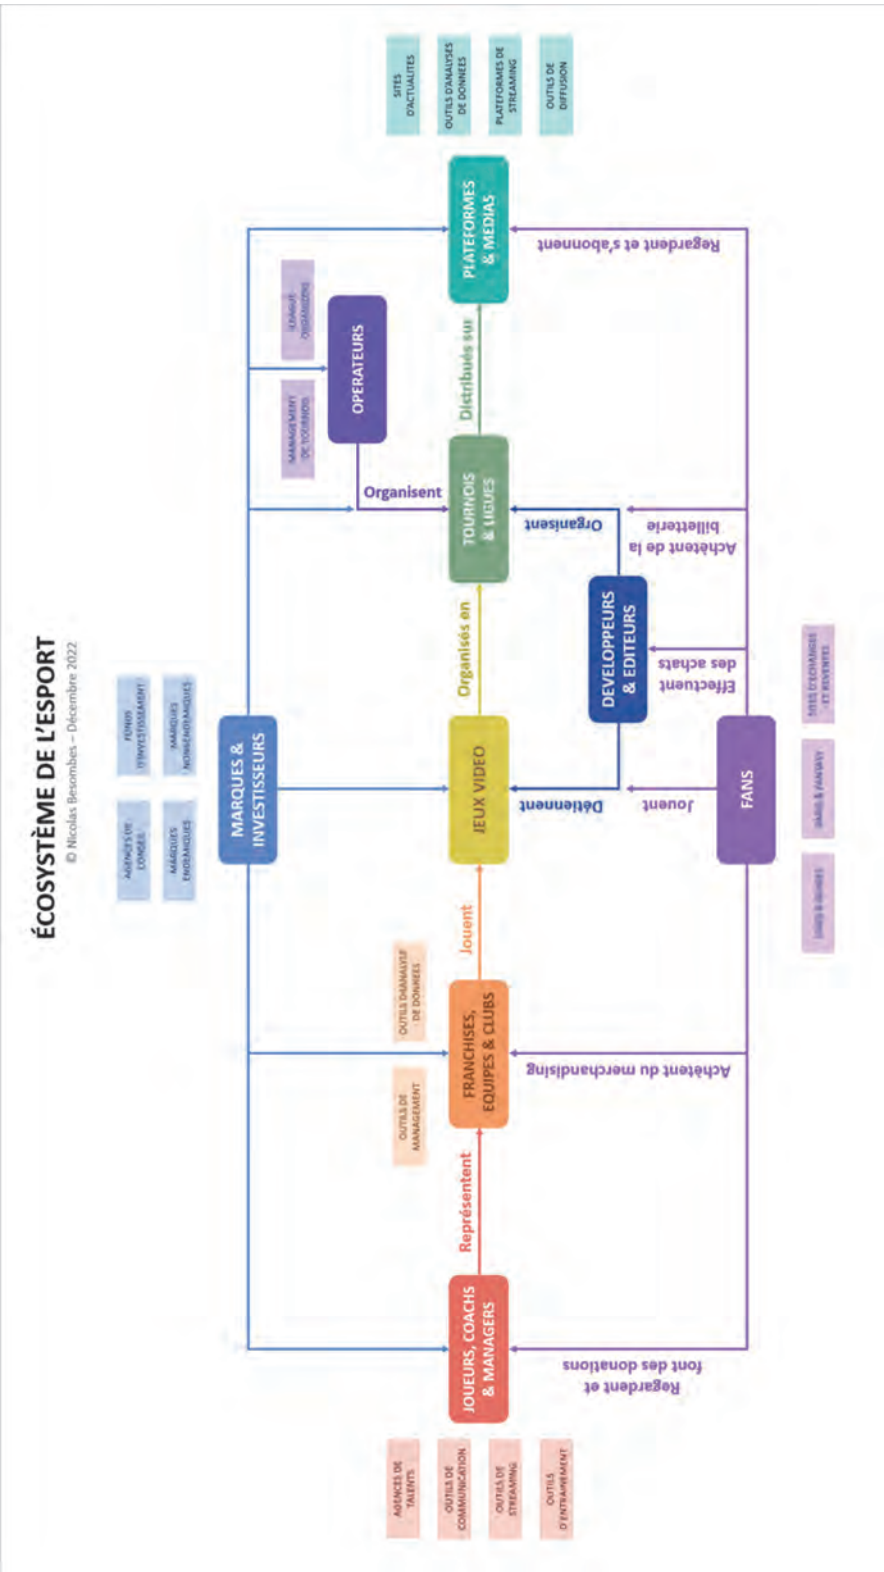 ÉCOSYSTÈME DE L'ESPORT
© Nicolas Besombes – Décembre 2022
AGENCES DE
CONSEIL
FONDS
D'INVESTISSEMENT
MARQUES
ENDEMIQUES
MARQUES
NON-ENDEMIQUES
MARQUES &
INVESTISSEURS
MANAGEMENT
DE TOURNOIS
LEAGUE
ORGANIZERS
OPERATEURS
Organisent
AGENCES DE
TALENTS
OUTILS DE
COMMUNICATION
OUTILS DE
STREAMING
OUTILS
D'ENTRAINEMENT
JOUEURS, COACHS
& MANAGERS
Représentent
OUTILS DE
MANAGEMENT
OUTILS D'ANALYSE
DE DONNEES
FRANCHISES,
EQUIPES & CLUBS
Jouent
JEUX VIDEO
Organisés en
TOURNOIS
& LIGUES
Distribués sur
PLATEFORMES
& MEDIAS
SITES
D'ACTUALITES
OUTILS D'ANALYSES
DE DONNEES
PLATEFORMES DE
STREAMING
OUTILS DE
DIFFUSION
Détiennent
Organisent
DEVELOPPEURS
& EDITEURS
Regardent et
font des donations
Achètent du merchandising
Jouent
Effectuent
des achats
Achètent de la
billetterie
Regardent et s'abonnent
FANS
PARIS & FANTASY
SITES D'ECHANGES
ET REVENTES